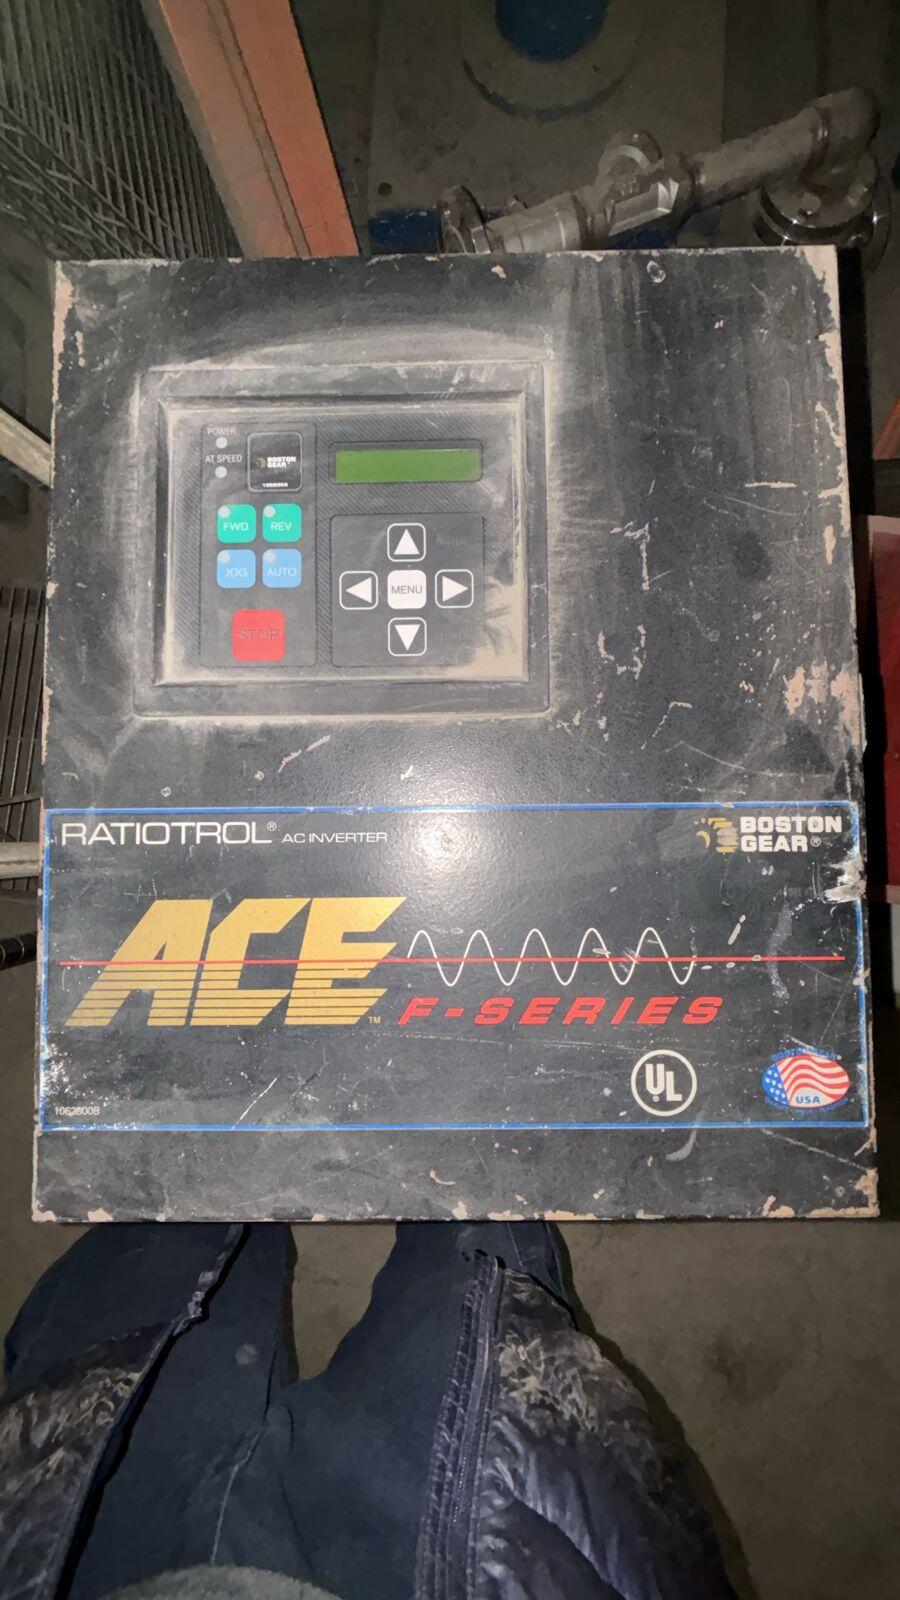 POWER
AT SPEED
BOSTON
GEAR
FWD
REV
JOG
AUTO
STOP
MENU
RATIOTROL® AC INVERTER
BOSTON
GEAR®
ACE™
F-SERIES
UL®
USA